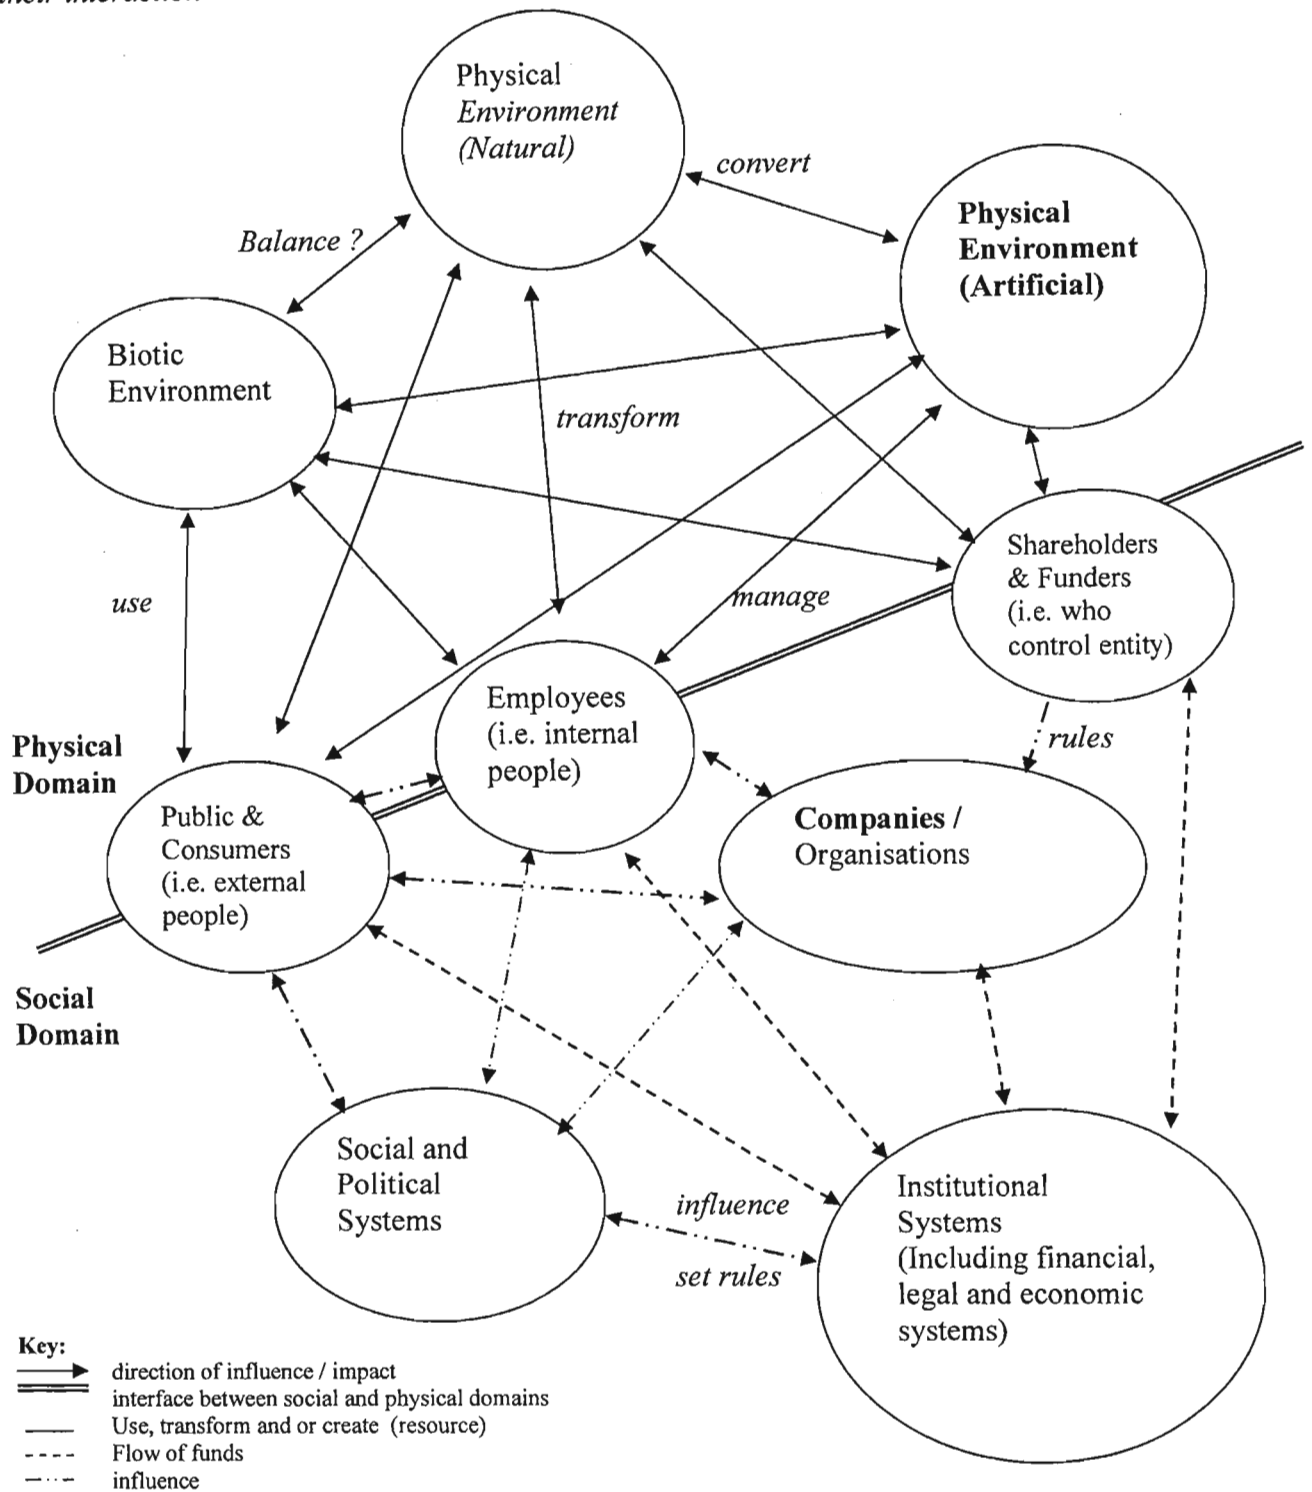 Physical
Environment
(Natural)
convert
Physical
Environment
(Artificial)
Balance ?
Biotic
Environment
transform
Shareholders
& Funders
(i.e. who
control entity)
use
manage
Employees
(i.e. internal
people)
rules
Physical
Domain
Public &
Consumers
(i.e. external
people)
Companies /
Organisations
Social
Domain
Social and
Political
Systems
influence
set rules
Institutional
Systems
(Including financial,
legal and economic
systems)
Key:
direction of influence / impact
interface between social and physical domains
Use, transform and or create (resource)
Flow of funds
influence